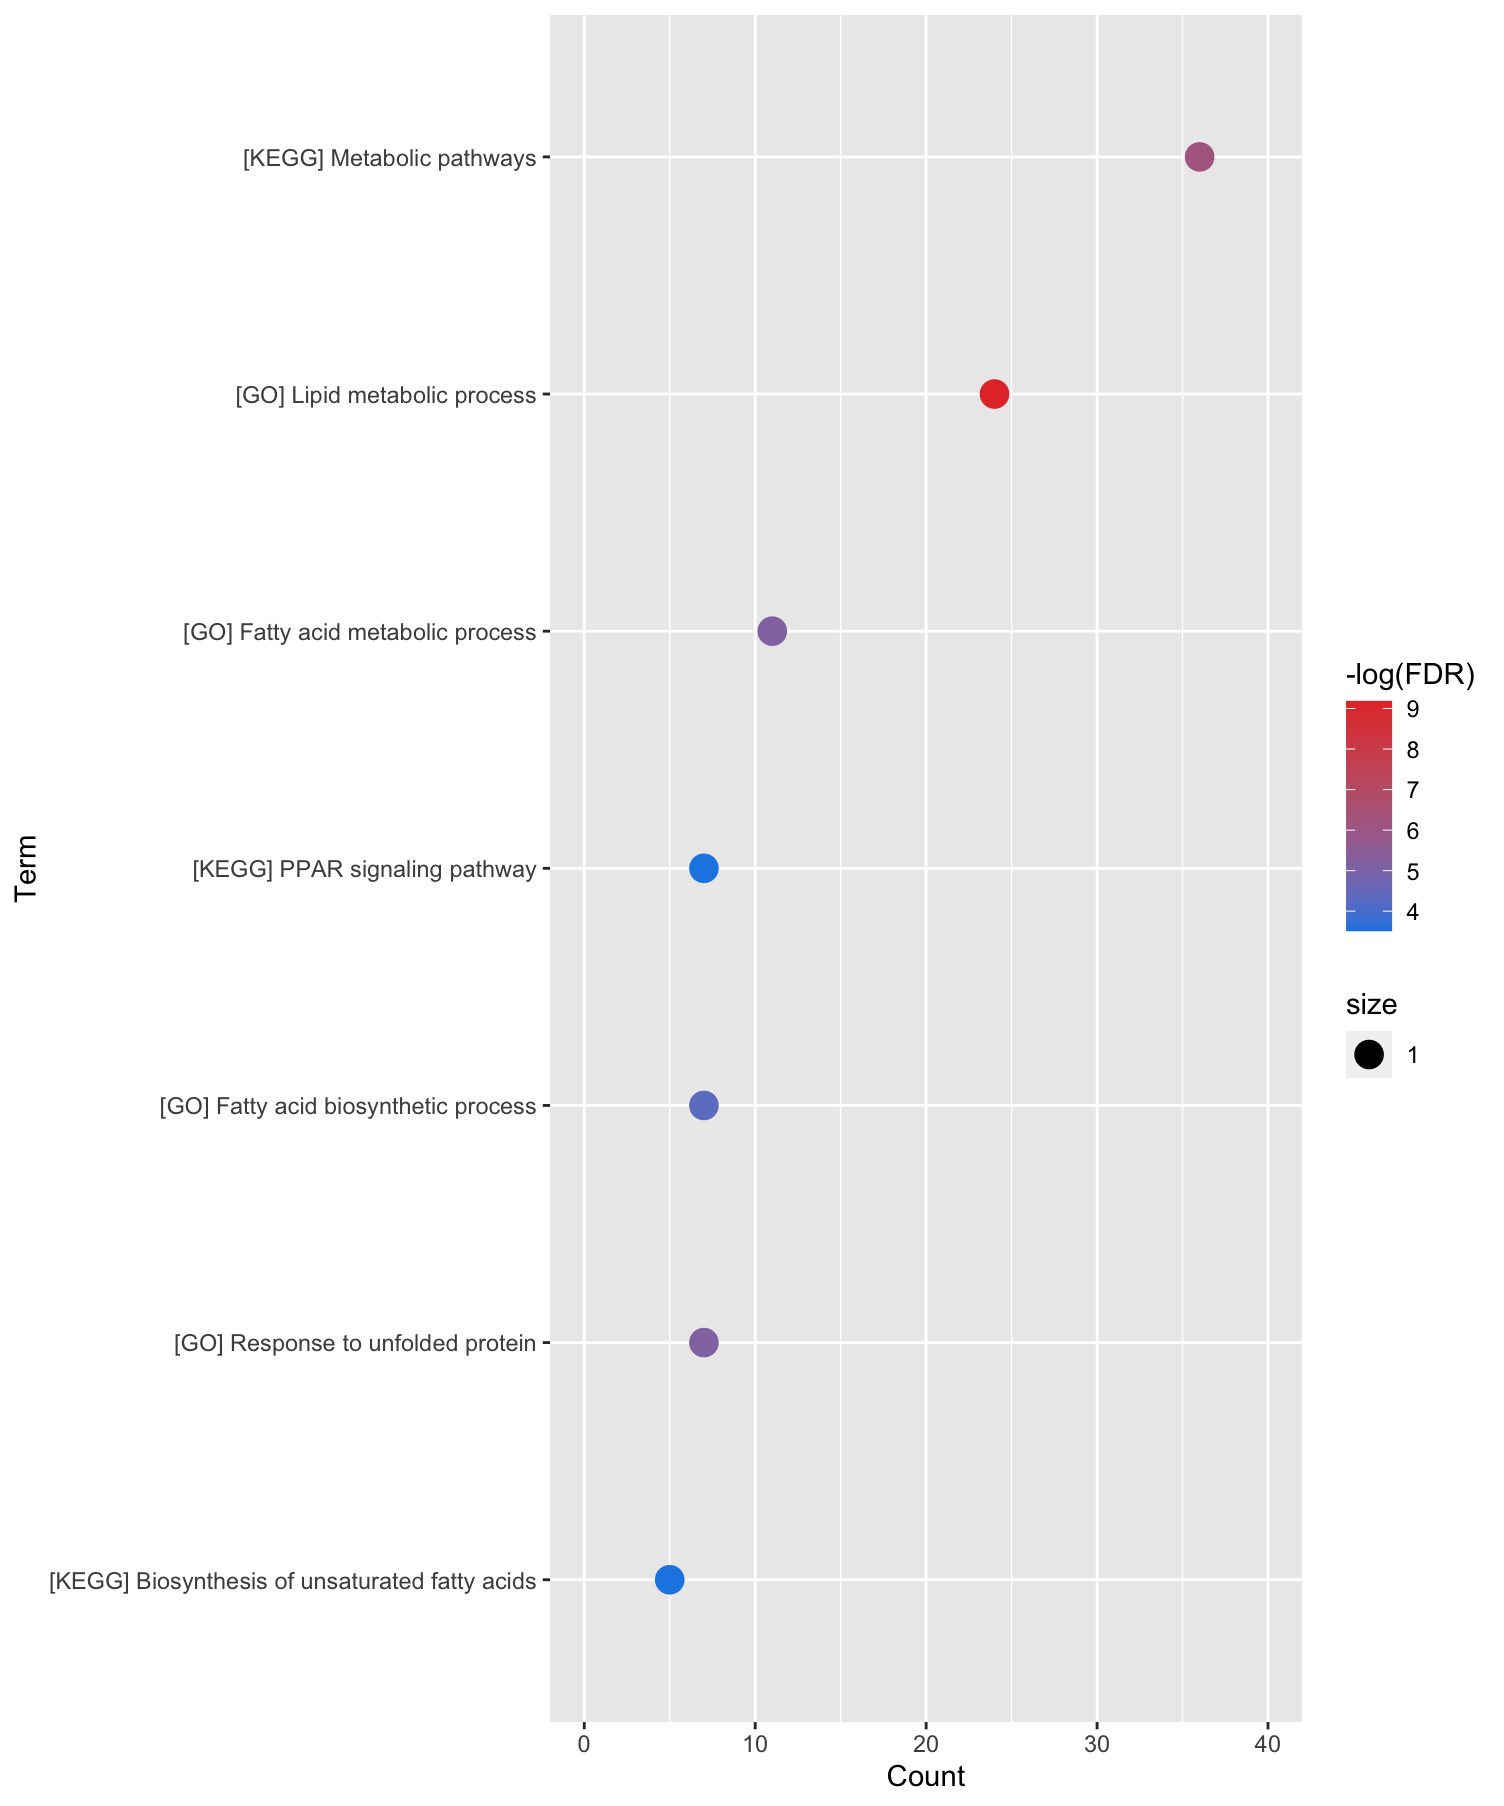 [KEGG] Metabolic pathways
[GO] Lipid metabolic process
[GO] Fatty acid metabolic process
[KEGG] PPAR signaling pathway
[GO] Fatty acid biosynthetic process
[GO] Response to unfolded protein
[KEGG] Biosynthesis of unsaturated fatty acids
Term
0 10 20 30 40
Count
-log(FDR)
9
8
7
6
5
4
size
1